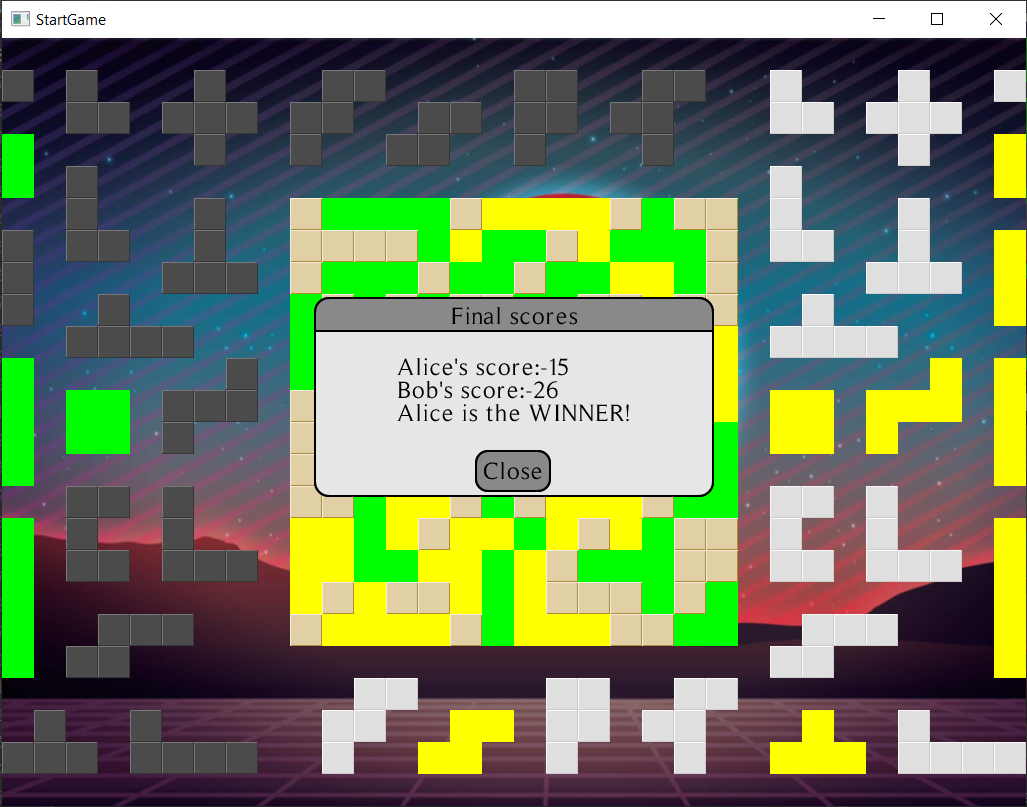 StartGame
Final scores
Alice's score:-15
Bob's score:-26
Alice is the WINNER!
Close